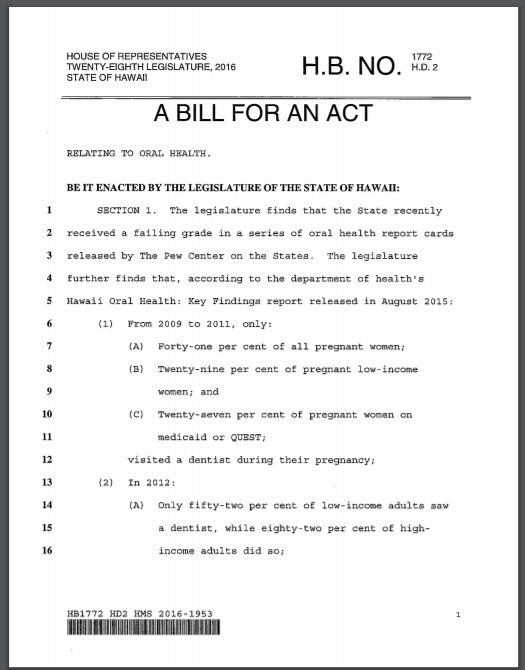 HOUSE OF REPRESENTATIVES
TWENTY-EIGHTH LEGISLATURE, 2016
STATE OF HAWAII
H.B. NO. 1772
H.D. 2
A BILL FOR AN ACT
RELATING TO ORAL HEALTH.
BE IT ENACTED BY THE LEGISLATURE OF THE STATE OF HAWAII:
1 SECTION 1. The legislature finds that the State recently
2 received a failing grade in a series of oral health report cards
3 released by The Pew Center on the States. The legislature
4 further finds that, according to the department of health's
5 Hawaii Oral Health: Key Findings report released in August 2015:
6 (1) From 2009 to 2011, only:
7 (A) Forty-one per cent of all pregnant women;
8 (B) Twenty-nine per cent of pregnant low-income
9 women; and
10 (C) Twenty-seven per cent of pregnant women on
11 medicaid or QUEST;
12 visited a dentist during their pregnancy;
13 (2) In 2012:
14 (A) Only fifty-two per cent of low-income adults saw
15 a dentist, while eighty-two per cent of high-
16 income adults did so;
HB1772 HD2 HMS 2016-1953
1